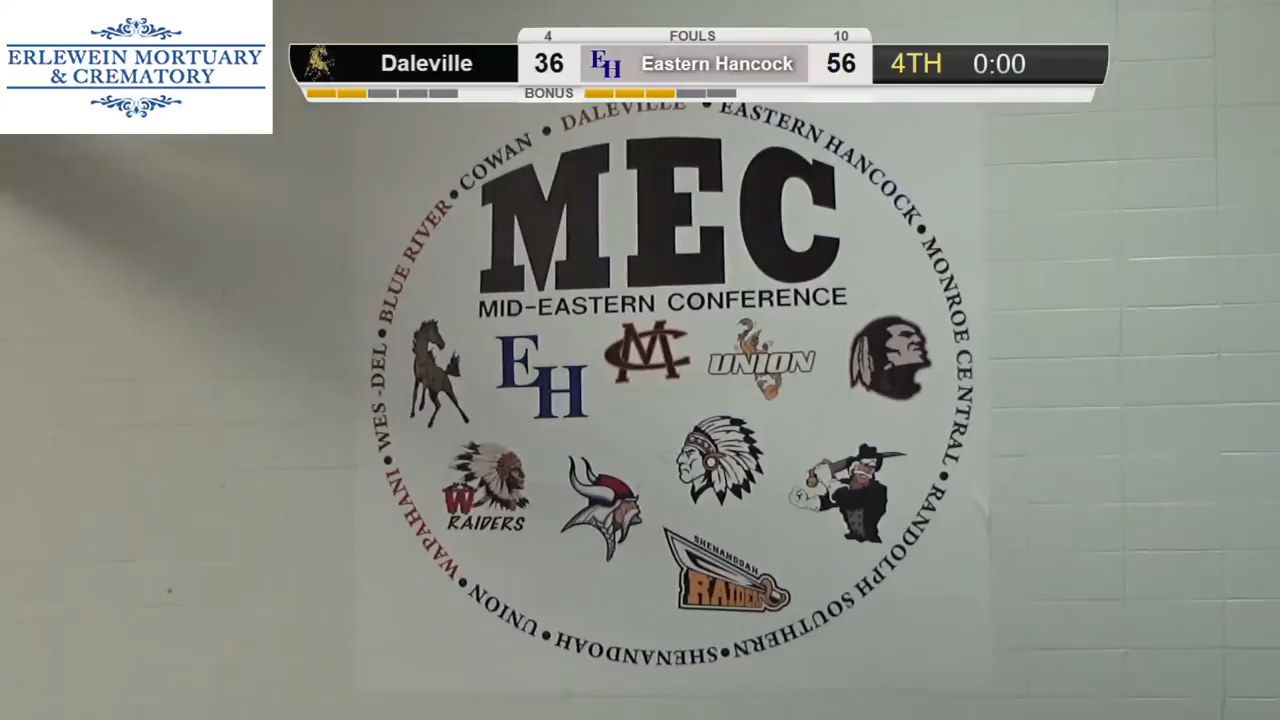 ERLEWEIN MORTUARY
& CREMATORY
4 FOULS 10
Daleville 36 EH Eastern Hancock 56 4TH 0:00
BONUS
WES-DEL • BLUE RIVER • COWAN • DALEVILLE • EASTERN HANCOCK • MONROE CENTRAL • RANDOLPH SOUTHERN • SHENANDOAH • UNION • WAPAHANI •
MEC
MID-EASTERN CONFERENCE
EH MC UNION
W
RAIDERS
SHENANDOAH
RAIDERS